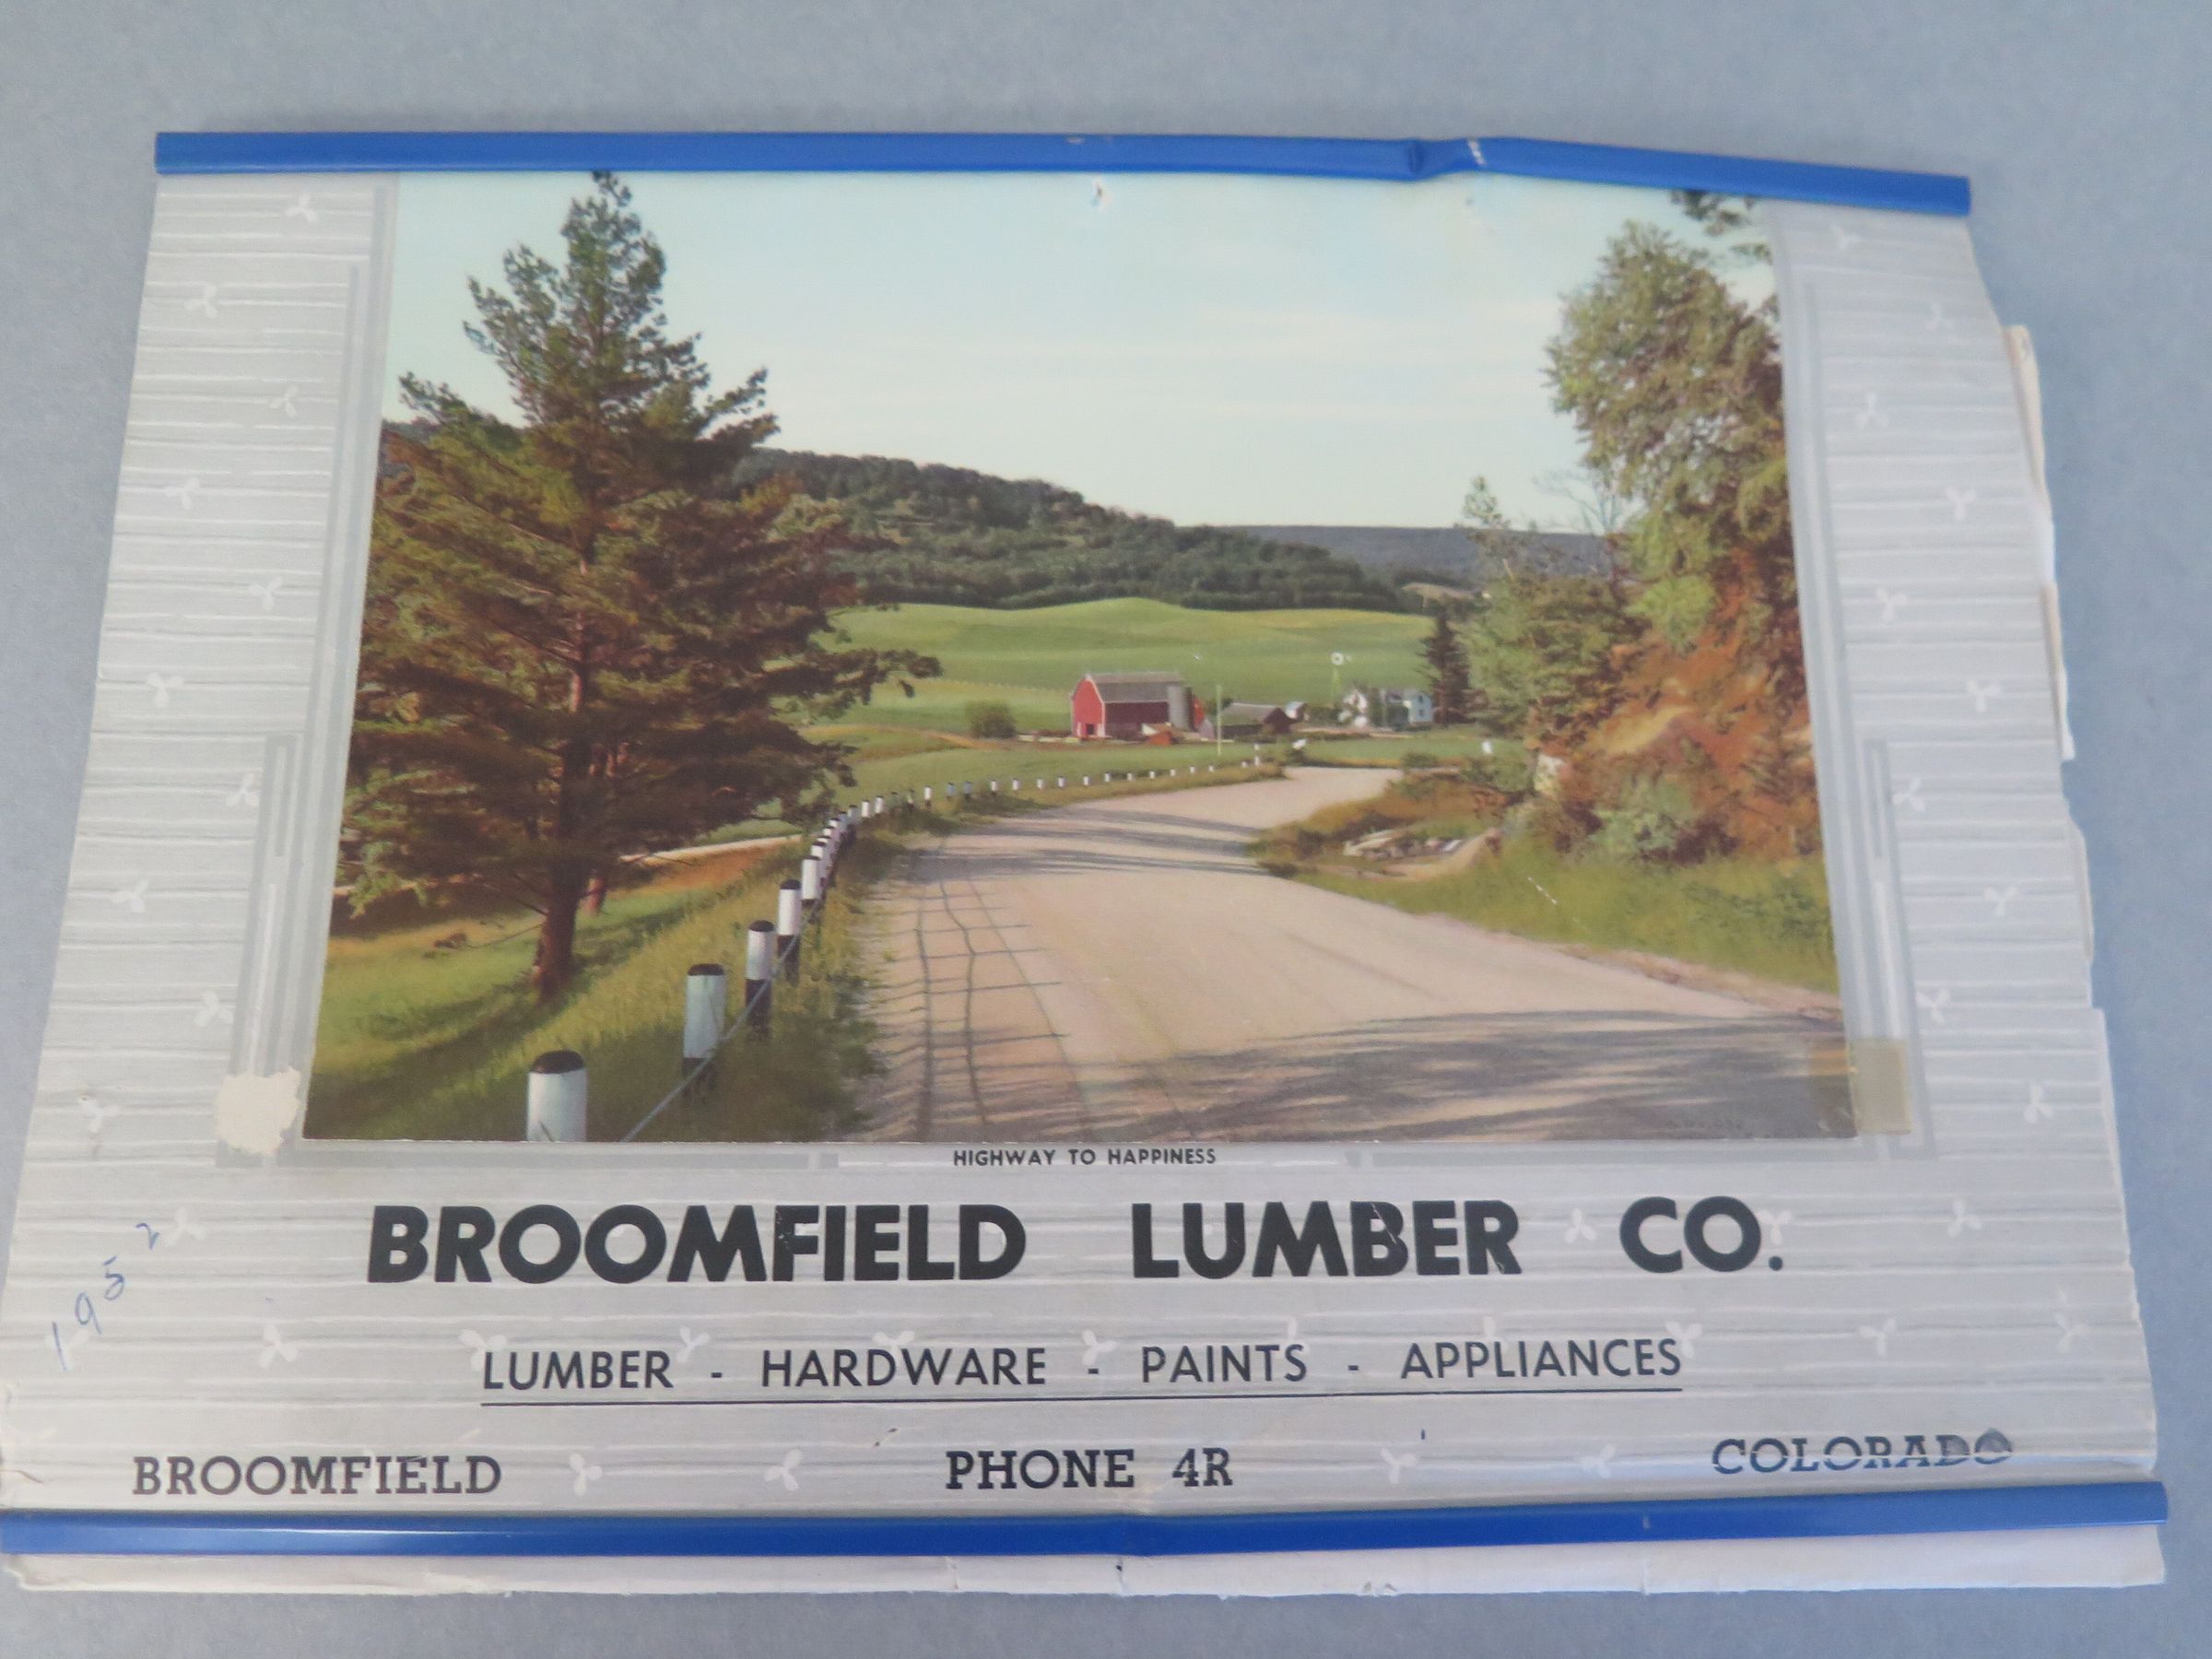 HIGHWAY TO HAPPINESS
BROOMFIELD LUMBER CO.
1952
LUMBER - HARDWARE - PAINTS - APPLIANCES
BROOMFIELD PHONE 4R COLORADO